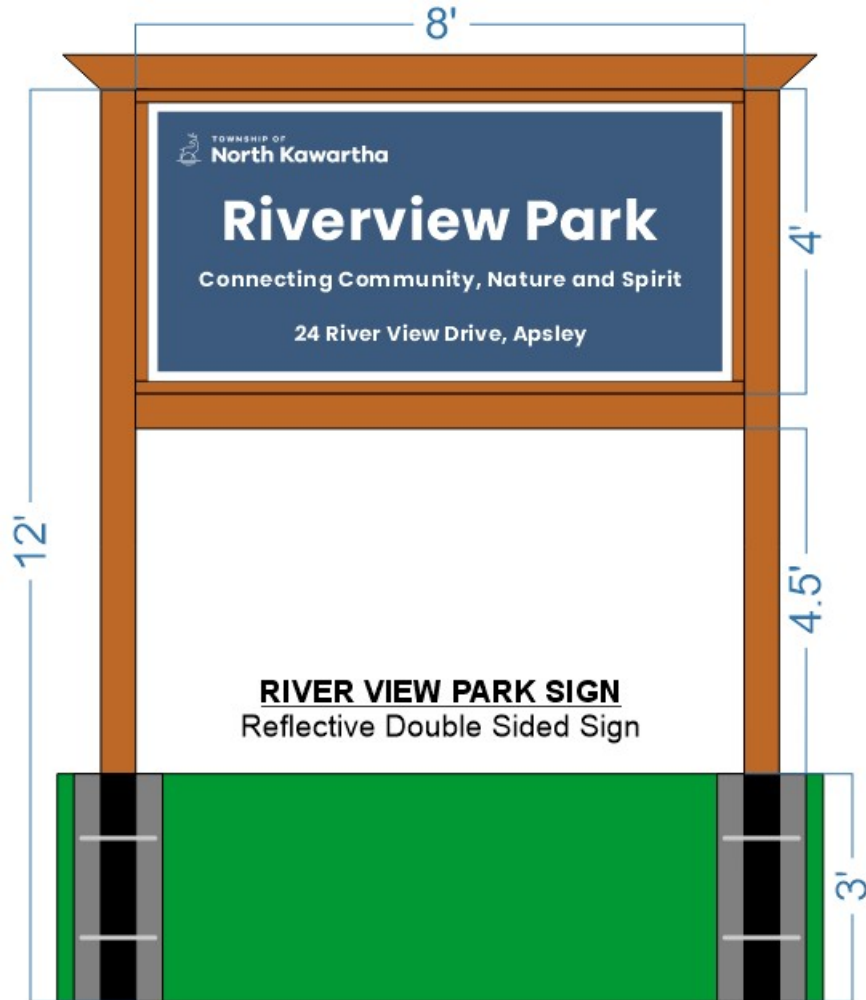 8'
TOWNSHIP OF
North Kawartha
Riverview Park
Connecting Community, Nature and Spirit
24 River View Drive, Apsley
4'
12'
4.5'
RIVER VIEW PARK SIGN
Reflective Double Sided Sign
3'